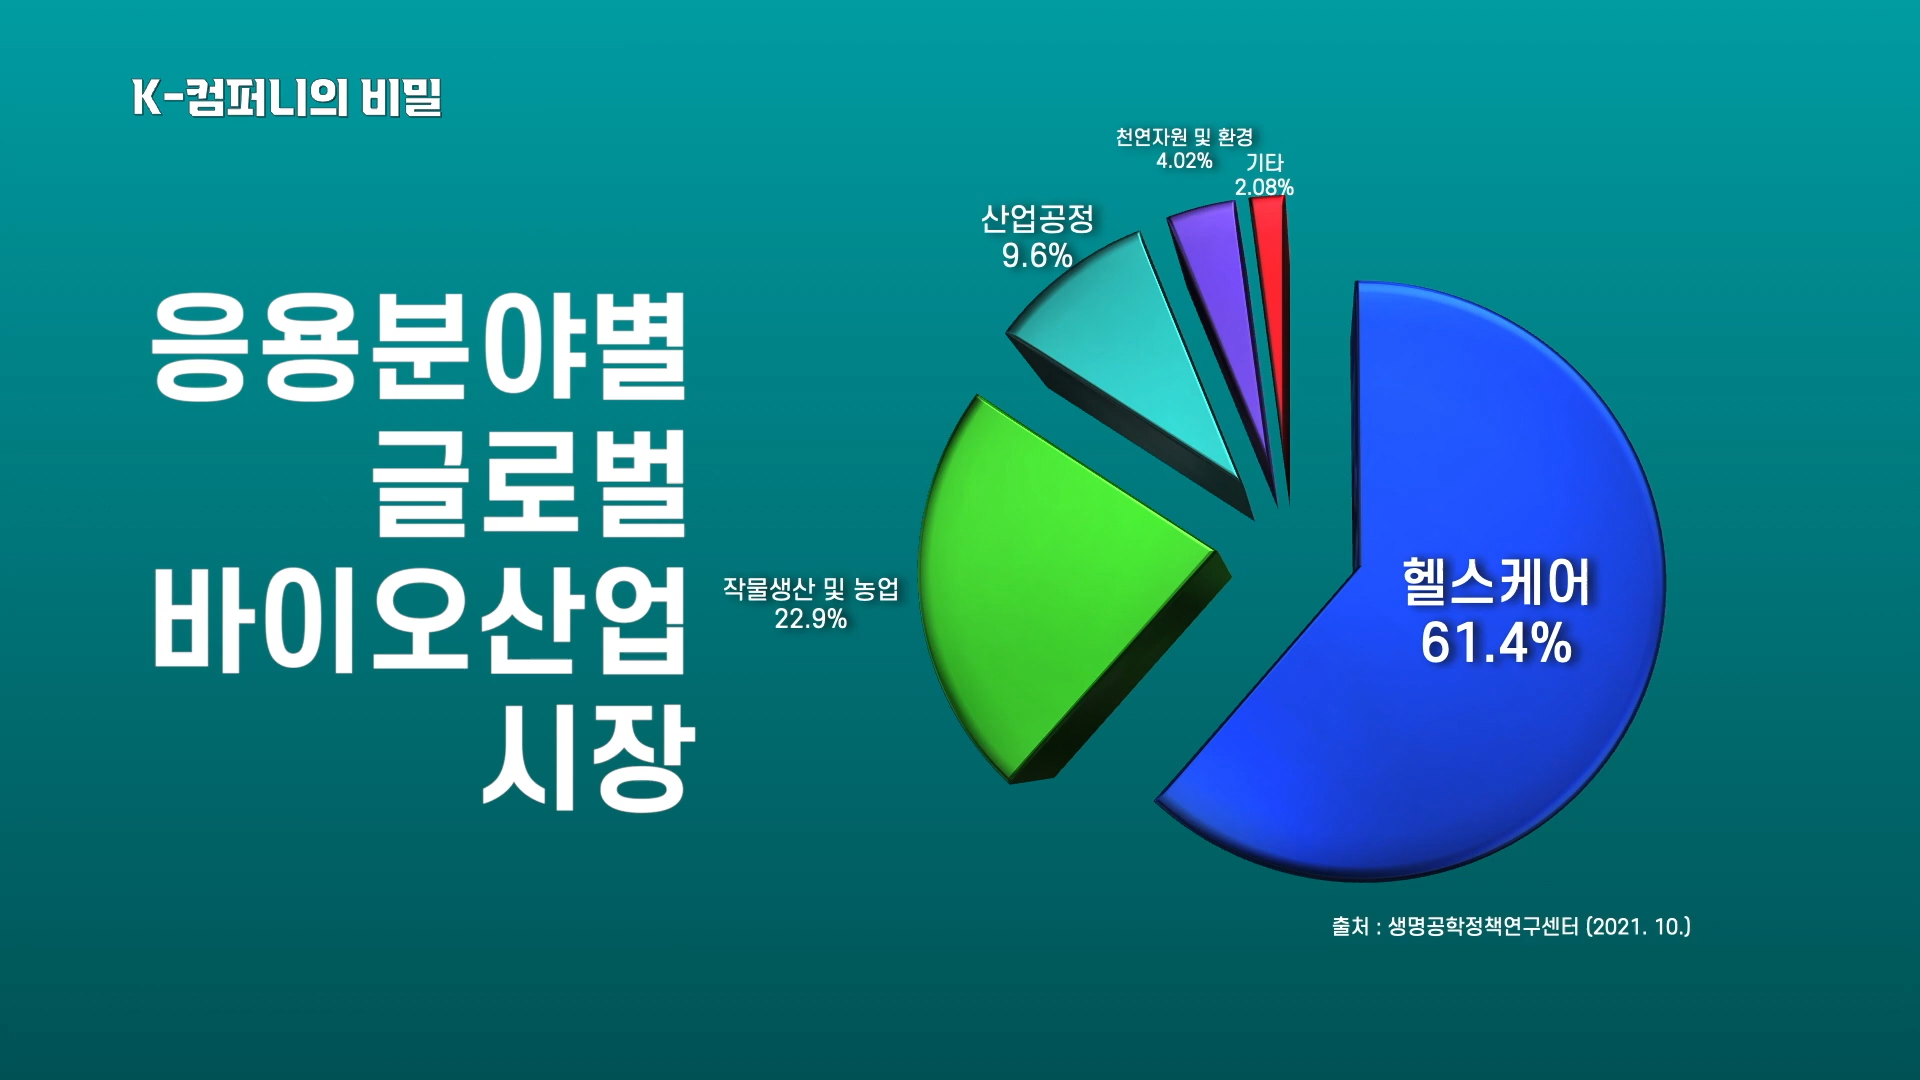 K-컴퍼니의 비밀
응용분야별
글로벌
바이오산업
시장
천연자원 및 환경
4.02%
기타
2.08%
산업공정
9.6%
작물생산 및 농업
22.9%
헬스케어
61.4%
출처 : 생명공학정책연구센터 (2021. 10.)